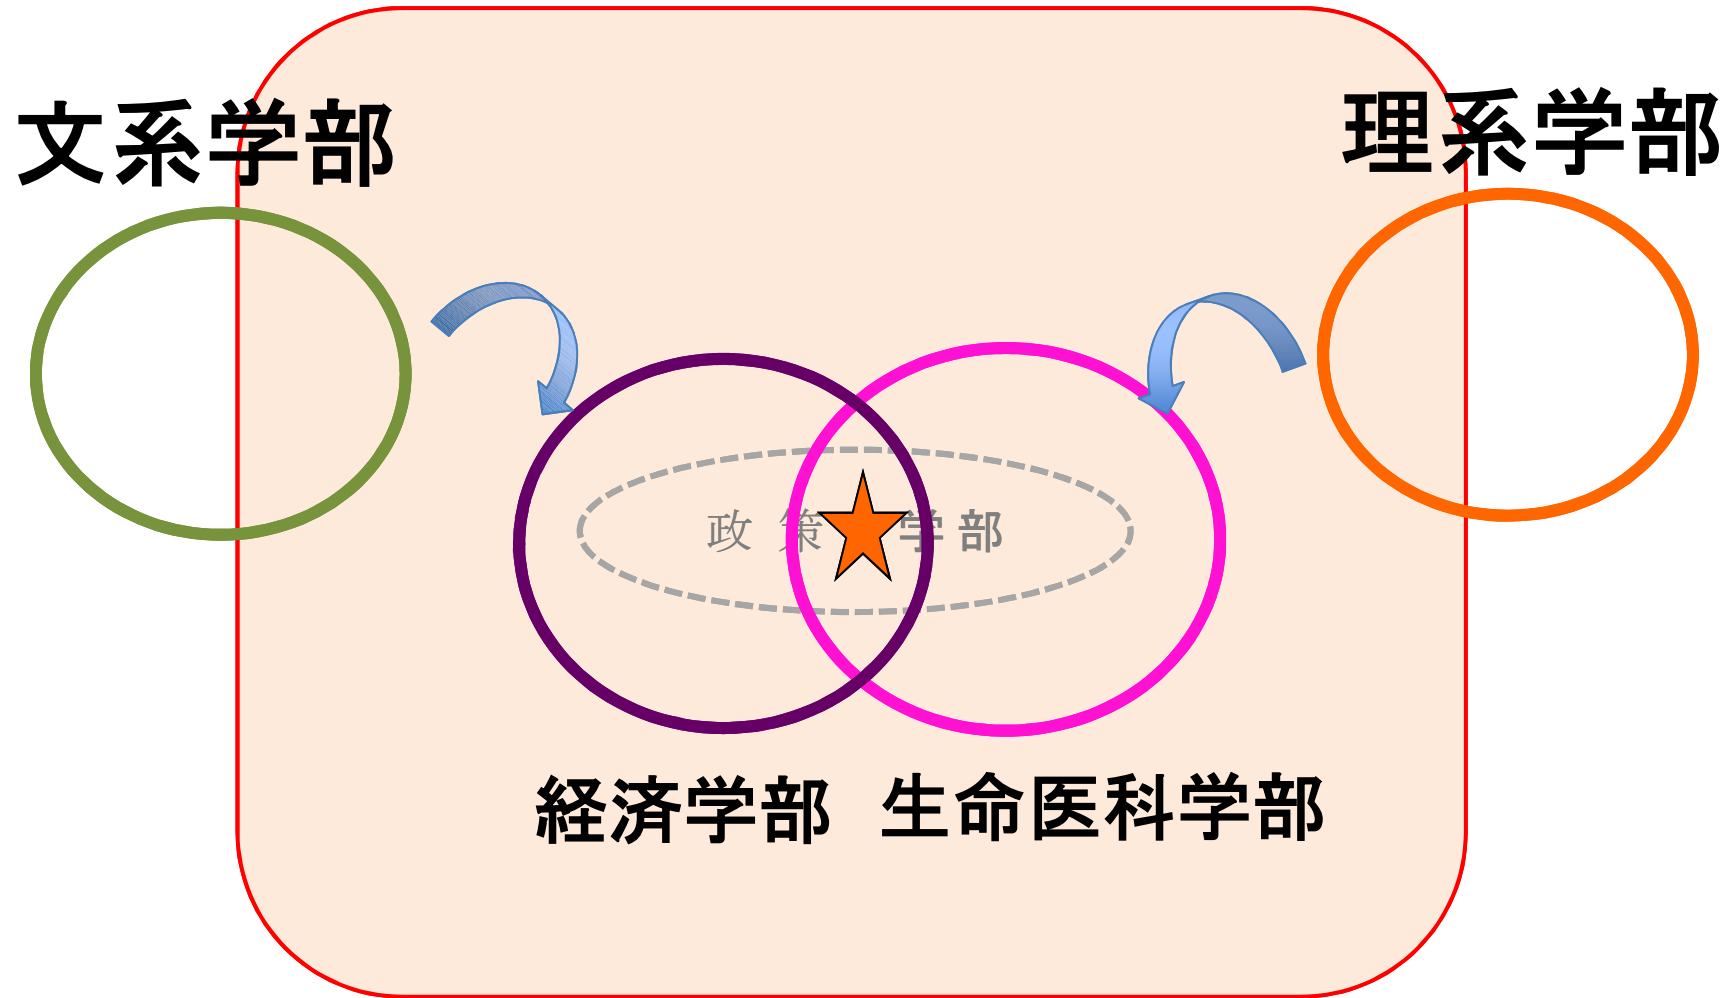 文系学部
理系学部
政策 学部
経済学部
生命医科学部